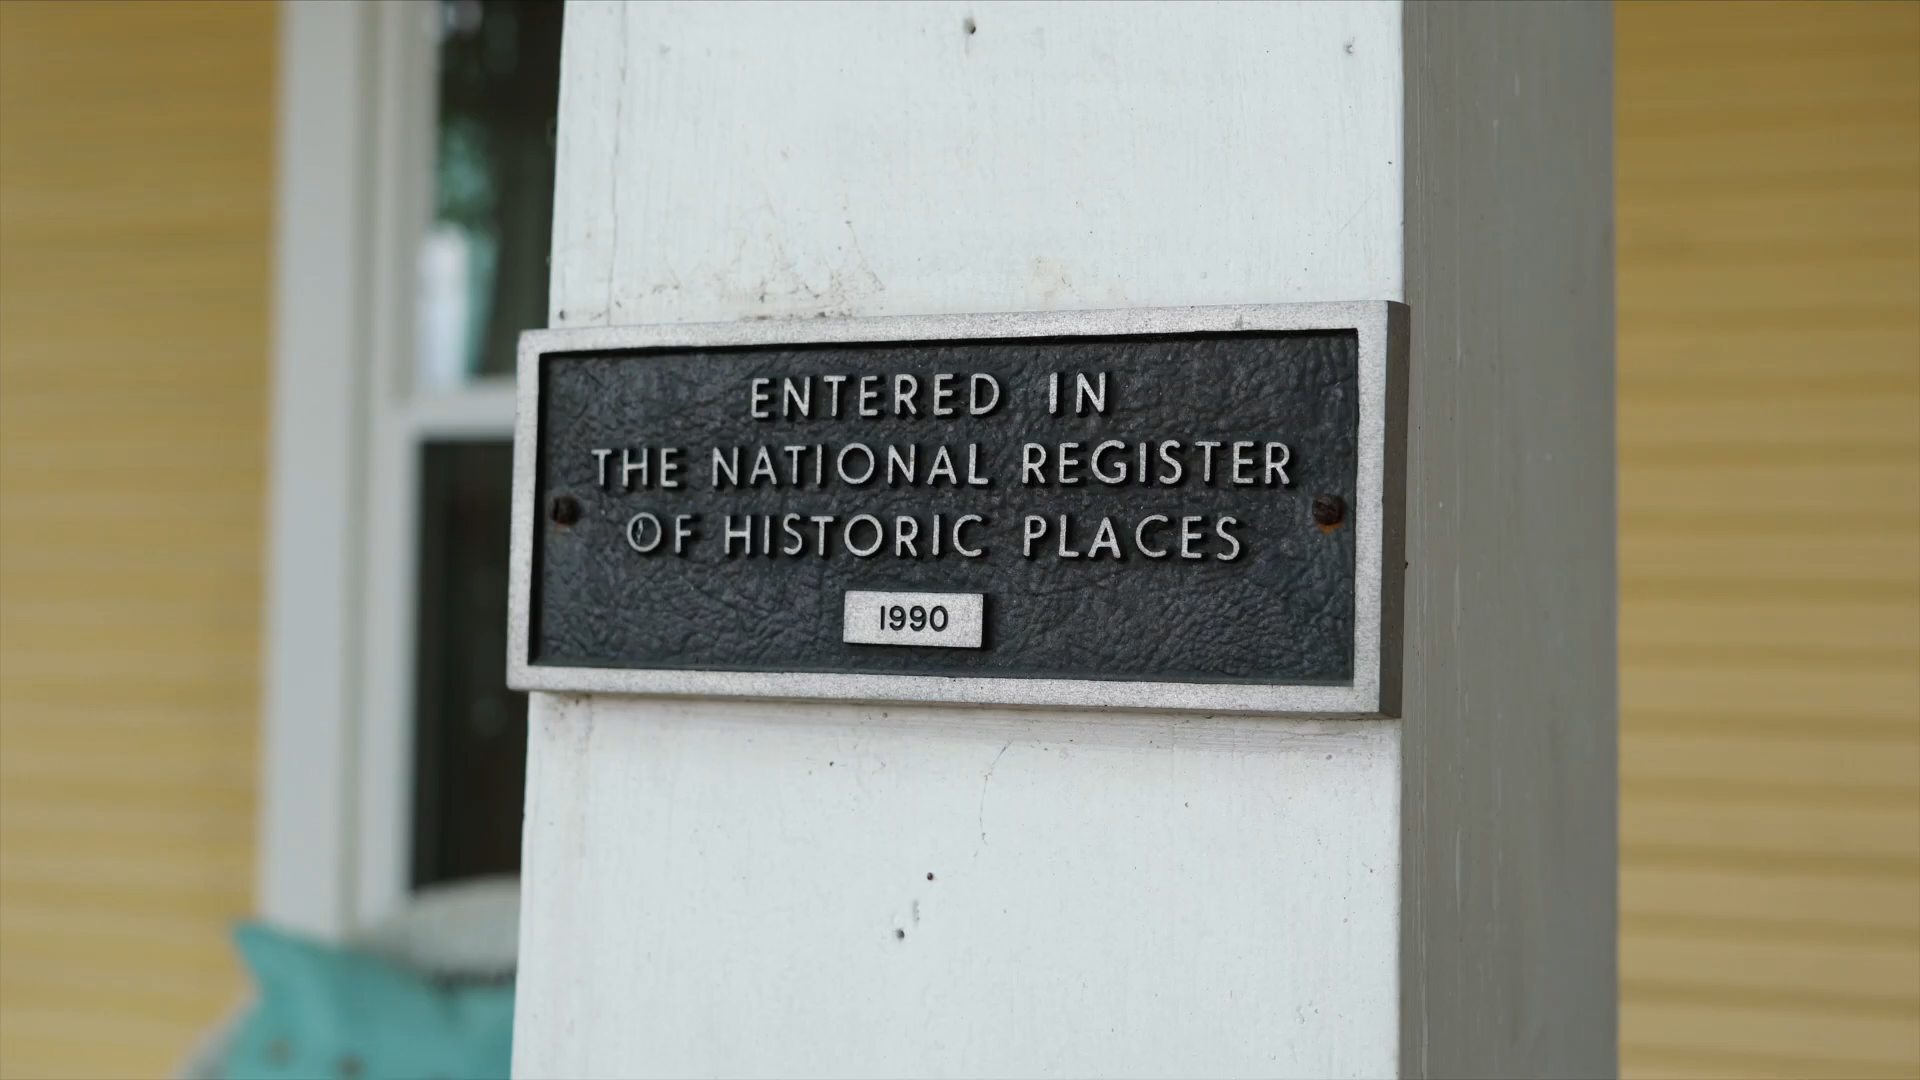 ENTERED IN
THE NATIONAL REGISTER
OF HISTORIC PLACES
1990